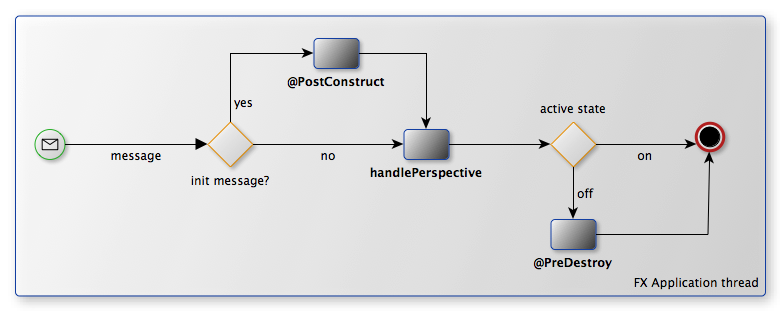 @PostConstruct
yes
active state
message
no
on
init message?
handlePerspective
off
@PreDestroy
FX Application thread